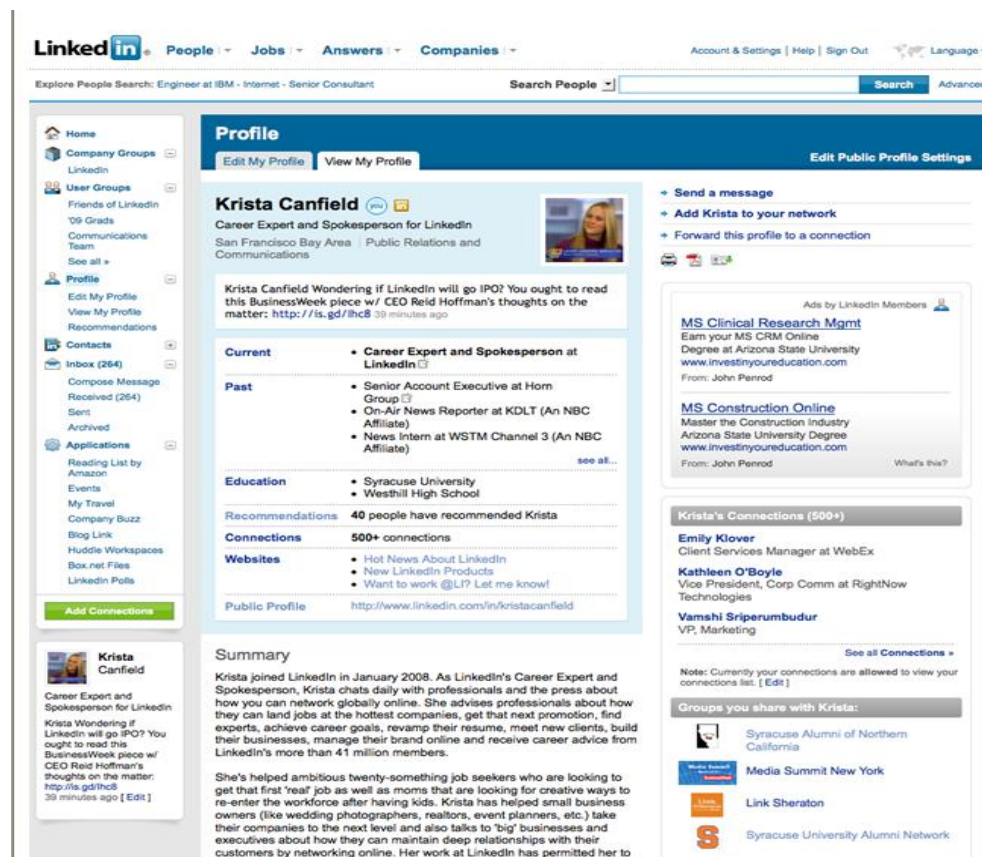 Linked in ® People Jobs Answers Companies
Account & Settings | Help | Sign Out Language
Explore People Search: Engineer at IBM - Internet - Senior Consultant
Search People Search Advanced
Home
Company Groups
LinkedIn
User Groups
Friends of LinkedIn
'09 Grads
Communications
Team
See all »
Profile
Edit My Profile
View My Profile
Recommendations
Contacts
Inbox (264)
Compose Message
Received (264)
Sent
Archived
Applications
Reading List by
Amazon
Events
My Travel
Company Buzz
Blog Link
Huddle Workspaces
Box.net Files
LinkedIn Polls
Add Connections
Krista
Canfield
Career Expert and
Spokesperson for LinkedIn
Krista Wondering if
LinkedIn will go IPO? You
ought to read this
BusinessWeek piece w/
CEO Reid Hoffman's
thoughts on the matter:
http://is.gd/lhc8
39 minutes ago [ Edit ]
Profile
Edit My Profile View My Profile
Edit Public Profile Settings
Krista Canfield you
Career Expert and Spokesperson for LinkedIn
San Francisco Bay Area | Public Relations and
Communications
Krista Canfield Wondering if LinkedIn will go IPO? You ought to read
this BusinessWeek piece w/ CEO Reid Hoffman's thoughts on the
matter: http://is.gd/lhc8 39 minutes ago
Current • Career Expert and Spokesperson at
LinkedIn
Past • Senior Account Executive at Horn
Group
• On-Air News Reporter at KDLT (An NBC
Affiliate)
• News Intern at WSTM Channel 3 (An NBC
Affiliate)
see all...
Education • Syracuse University
• Westhill High School
Recommendations 40 people have recommended Krista
Connections 500+ connections
Websites • Hot News About LinkedIn
• New LinkedIn Products
• Want to work @LI? Let me know!
Public Profile http://www.linkedin.com/in/kristacanfield
Summary
Krista joined LinkedIn in January 2008. As LinkedIn's Career Expert and
Spokesperson, Krista chats daily with professionals and the press about
how you can network globally online. She advises professionals about how
they can land jobs at the hottest companies, get that next promotion, find
experts, achieve career goals, revamp their resume, meet new clients, build
their businesses, manage their brand online and receive career advice from
LinkedIn's more than 41 million members.
She's helped ambitious twenty-something job seekers who are looking to
get that first 'real' job as well as moms that are looking for creative ways to
re-enter the workforce after having kids. Krista has helped small business
owners (like wedding photographers, realtors, event planners, etc.) take
their companies to the next level and also talks to 'big' businesses and
executives about how they can maintain deep relationships with their
customers by networking online. Her work at LinkedIn has permitted her to
Send a message
Add Krista to your network
Forward this profile to a connection
Ads by LinkedIn Members
MS Clinical Research Mgmt
Earn your MS CRM Online
Degree at Arizona State University
www.investinyoureducation.com
From: John Penrod
MS Construction Online
Master the Construction Industry
Arizona State University Degree
www.investinyoureducation.com
From: John Penrod What's this?
Krista's Connections (500+)
Emily Klover
Client Services Manager at WebEx
Kathleen O'Boyle
Vice President, Corp Comm at RightNow
Technologies
Vamshi Sriperumbudur
VP, Marketing
See all Connections »
Note: Currently your connections are allowed to view your
connections list. [ Edit ]
Groups you share with Krista:
Syracuse Alumni of Northern
California
Media Summit New York
Link Sheraton
Syracuse University Alumni Network